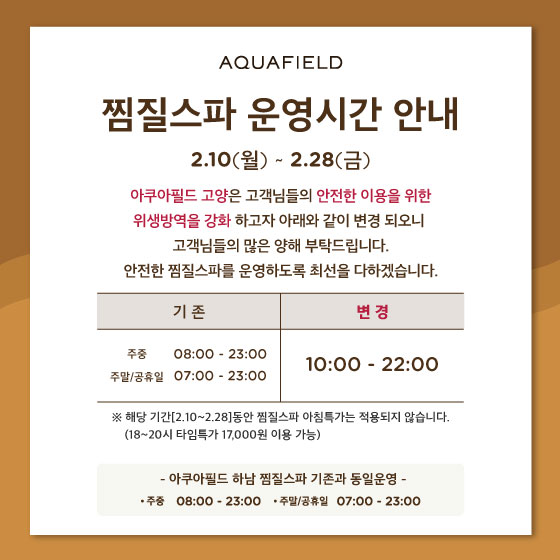 AQUAFIELD
찜질스파 운영시간 안내
2.10(월) ~ 2.28(금)
아쿠아필드 고양은 고객님들의 안전한 이용을 위한
위생방역을 강화 하고자 아래와 같이 변경 되오니
고객님들의 많은 양해 부탁드립니다.
안전한 찜질스파를 운영하도록 최선을 다하겠습니다.
기 존 변 경
주중 08:00 - 23:00
주말/공휴일 07:00 - 23:00
10:00 - 22:00
※ 해당 기간[2.10~2.28]동안 찜질스파 아침특가는 적용되지 않습니다.
(18~20시 타임특가 17,000원 이용 가능)
- 아쿠아필드 하남 찜질스파 기존과 동일운영 -
• 주중 08:00 - 23:00 • 주말/공휴일 07:00 - 23:00